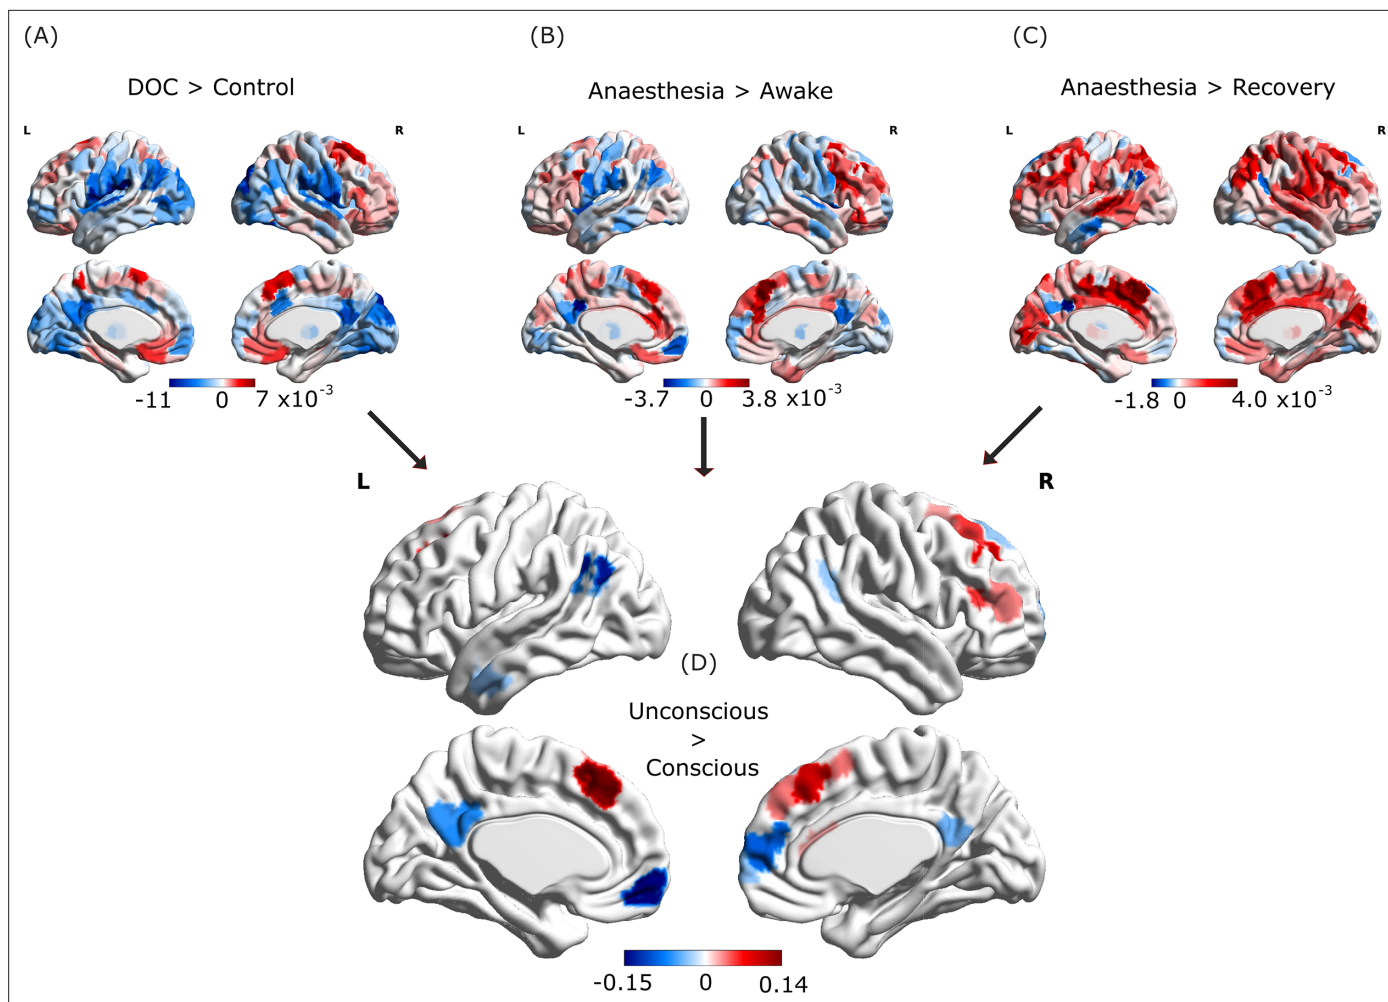 (A)
(B)
(C)
DOC > Control
Anaesthesia > Awake
Anaesthesia > Recovery
L
R
L
R
L
R
-11 0 7 x10-3
-3.7 0 3.8 x10-3
-1.8 0 4.0 x10-3
L
R
(D)
Unconscious
>
Conscious
-0.15 0 0.14